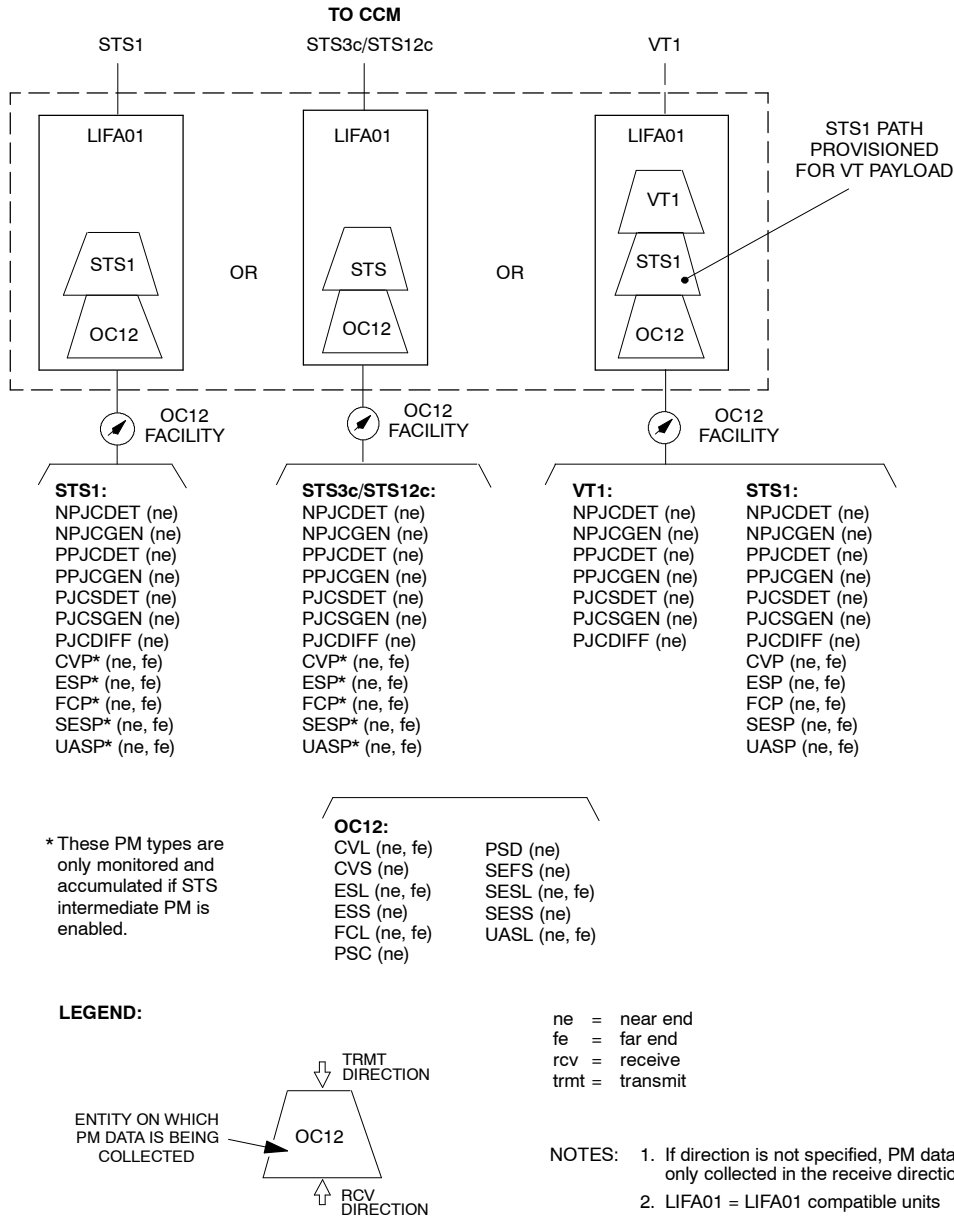 TO CCM
STS1
STS3c/STS12c
VT1
LIFA01
LIFA01
LIFA01
STS1 PATH
PROVISIONED
FOR VT PAYLOAD
VT1
STS1
STS
STS1
OR
OR
OC12
OC12
OC12
OC12
FACILITY
OC12
FACILITY
OC12
FACILITY
STS1:
NPJCDET (ne)
NPJCGEN (ne)
PPJCDET (ne)
PPJCGEN (ne)
PJCSDET (ne)
PJCSGEN (ne)
PJCDIFF (ne)
CVP* (ne, fe)
ESP* (ne, fe)
FCP* (ne, fe)
SESP* (ne, fe)
UASP* (ne, fe)
STS3c/STS12c:
NPJCDET (ne)
NPJCGEN (ne)
PPJCDET (ne)
PPJCGEN (ne)
PJCSDET (ne)
PJCSGEN (ne)
PJCDIFF (ne)
CVP* (ne, fe)
ESP* (ne, fe)
FCP* (ne, fe)
SESP* (ne, fe)
UASP* (ne, fe)
VT1:
NPJCDET (ne)
NPJCGEN (ne)
PPJCDET (ne)
PPJCGEN (ne)
PJCSDET (ne)
PJCSGEN (ne)
PJCDIFF (ne)
STS1:
NPJCDET (ne)
NPJCGEN (ne)
PPJCDET (ne)
PPJCGEN (ne)
PJCSDET (ne)
PJCSGEN (ne)
PJCDIFF (ne)
CVP (ne, fe)
ESP (ne, fe)
FCP (ne, fe)
SESP (ne, fe)
UASP (ne, fe)
* These PM types are
only monitored and
accumulated if STS
intermediate PM is
enabled.
OC12:
CVL (ne, fe)
CVS (ne)
ESL (ne, fe)
ESS (ne)
FCL (ne, fe)
PSC (ne)
PSD (ne)
SEFS (ne)
SESL (ne, fe)
SESS (ne)
UASL (ne, fe)
LEGEND:
TRMT
DIRECTION
ENTITY ON WHICH
PM DATA IS BEING
COLLECTED
OC12
RCV
DIRECTION
ne = near end
fe = far end
rcv = receive
trmt = transmit
NOTES: 1. If direction is not specified, PM data
only collected in the receive directio
2. LIFA01 = LIFA01 compatible units